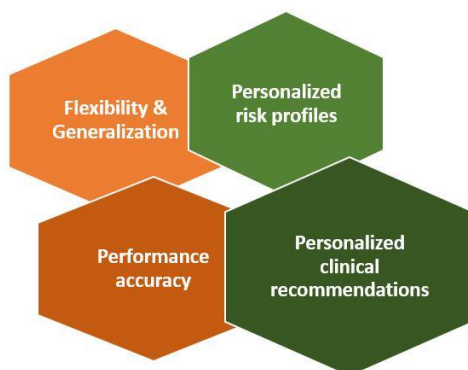 Flexibility &
Generalization
Personalized
risk profiles
Performance
accuracy
Personalized
clinical
recommendations